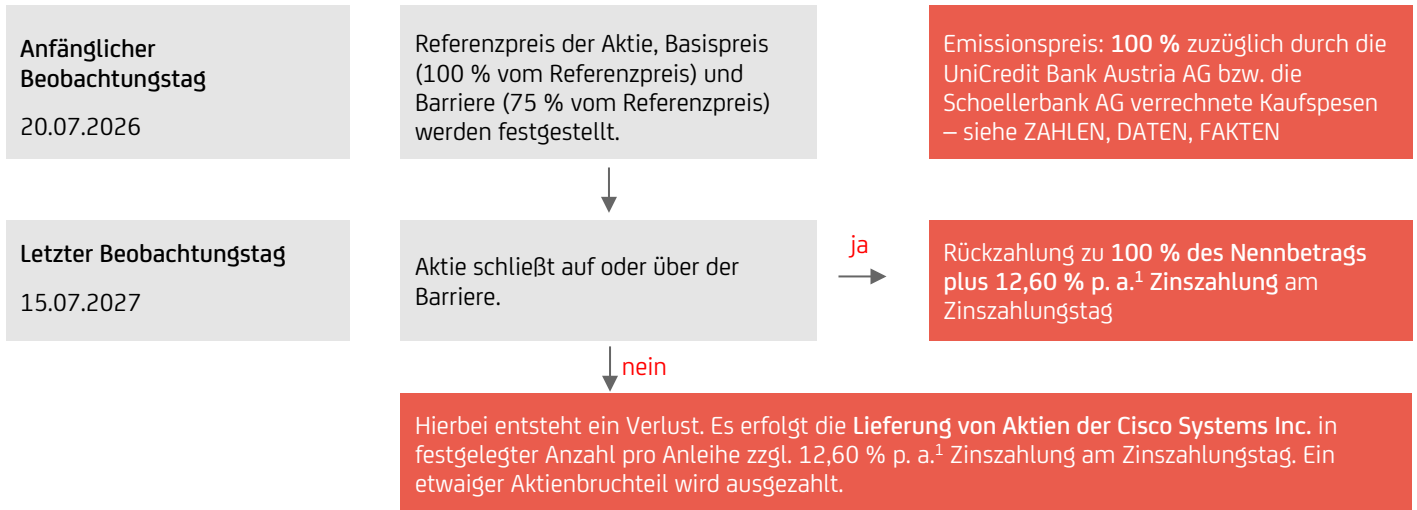 Anfänglicher
Beobachtungstag
20.07.2026
Referenzpreis der Aktie, Basispreis
(100 % vom Referenzpreis) und
Barriere (75 % vom Referenzpreis)
werden festgestellt.
Emissionspreis: 100 % zuzüglich durch die
UniCredit Bank Austria AG bzw. die
Schoellerbank AG verrechnete Kaufspesen
– siehe ZAHLEN, DATEN, FAKTEN
Letzter Beobachtungstag
15.07.2027
Aktie schließt auf oder über der
Barriere.
ja
Rückzahlung zu 100 % des Nennbetrags
plus 12,60 % p. a.¹ Zinszahlung am
Zinszahlungstag
nein
Hierbei entsteht ein Verlust. Es erfolgt die Lieferung von Aktien der Cisco Systems Inc. in
festgelegter Anzahl pro Anleihe zzgl. 12,60 % p. a.¹ Zinszahlung am Zinszahlungstag. Ein
etwaiger Aktienbruchteil wird ausgezahlt.